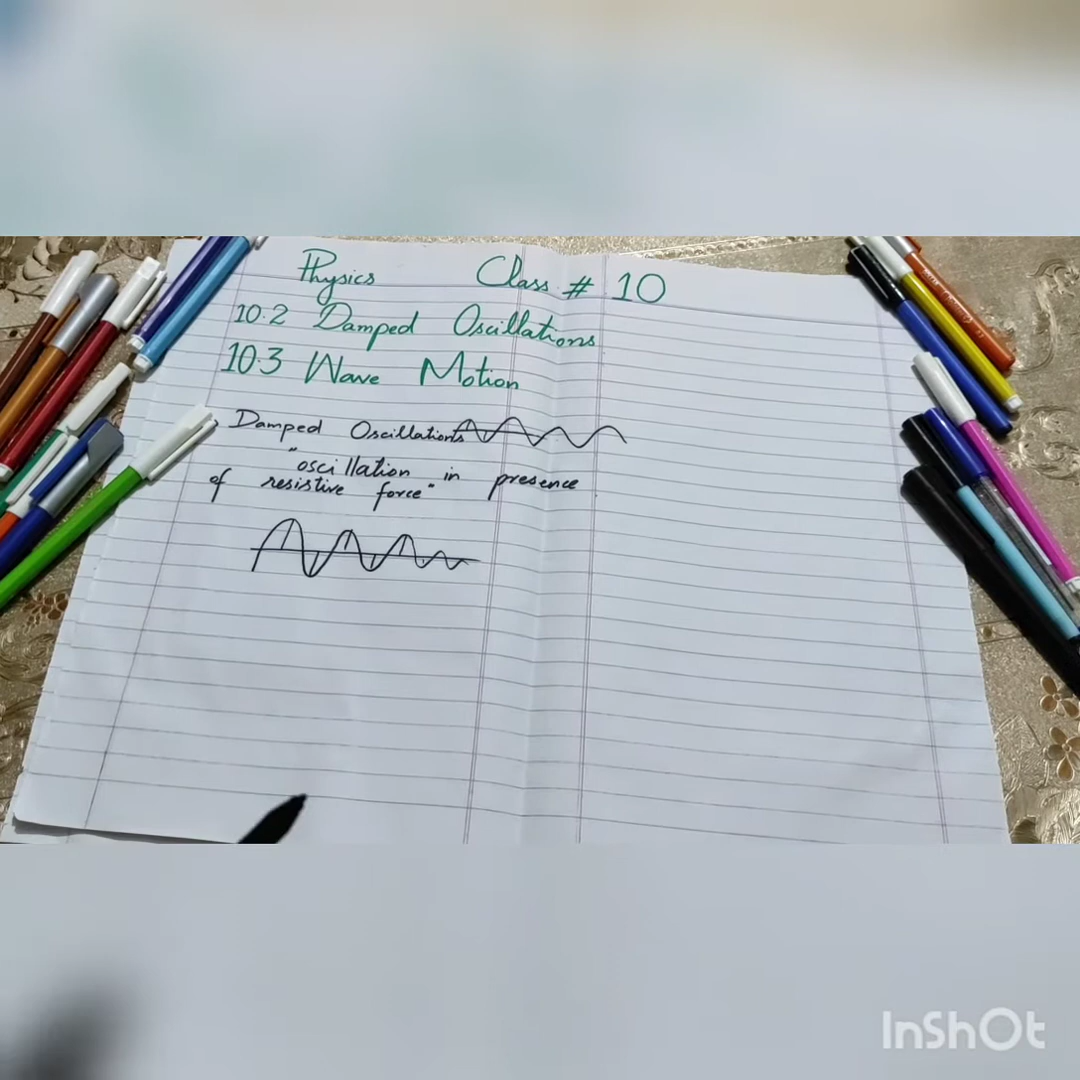 Physics Class # 10
10.2 Damped Oscillations
10.3 Wave Motion
Damped Oscillations
"oscillation in presence
of resistive force"
InShOt